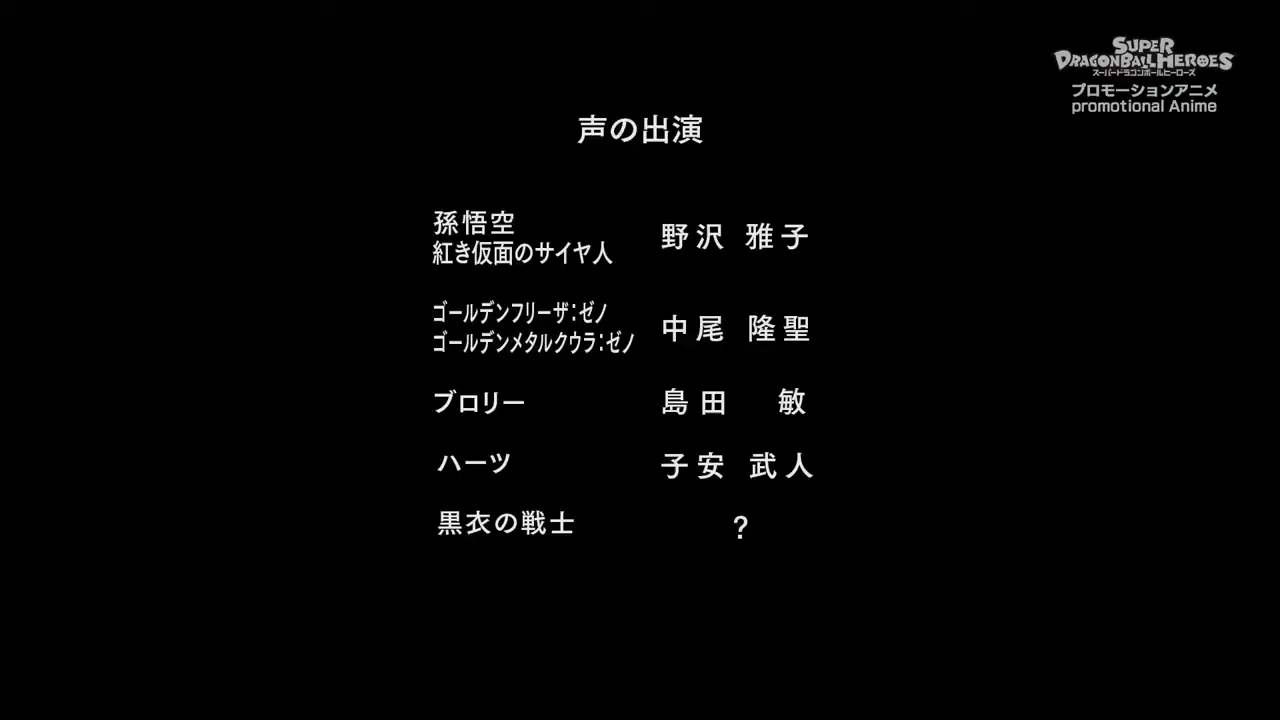 SUPER
DRAGONBALL HEROES
スーパードラゴンボールヒーローズ
プロモーションアニメ
promotional Anime
声の出演
孫悟空
紅き仮面のサイヤ人
野沢 雅子
ゴールデンフリーザ:ゼノ
ゴールデンメタルクウラ:ゼノ
中尾 隆聖
ブロリー 島田 敏
ハーツ 子安 武人
黒衣の戦士 ?